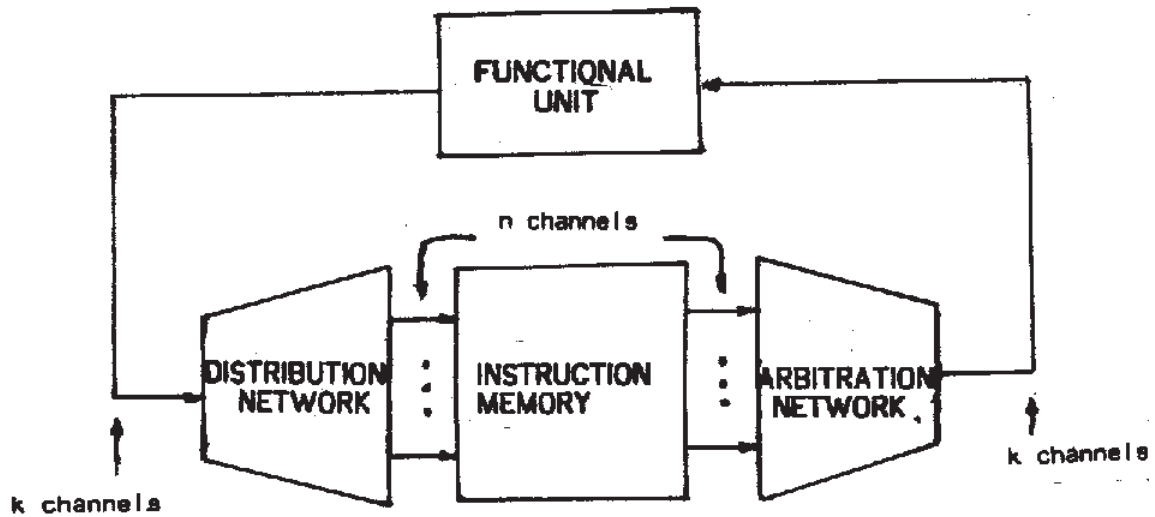 FUNCTIONAL
UNIT
n channels
DISTRIBUTION
NETWORK
INSTRUCTION
MEMORY
ARBITRATION
NETWORK
k channels
k channels